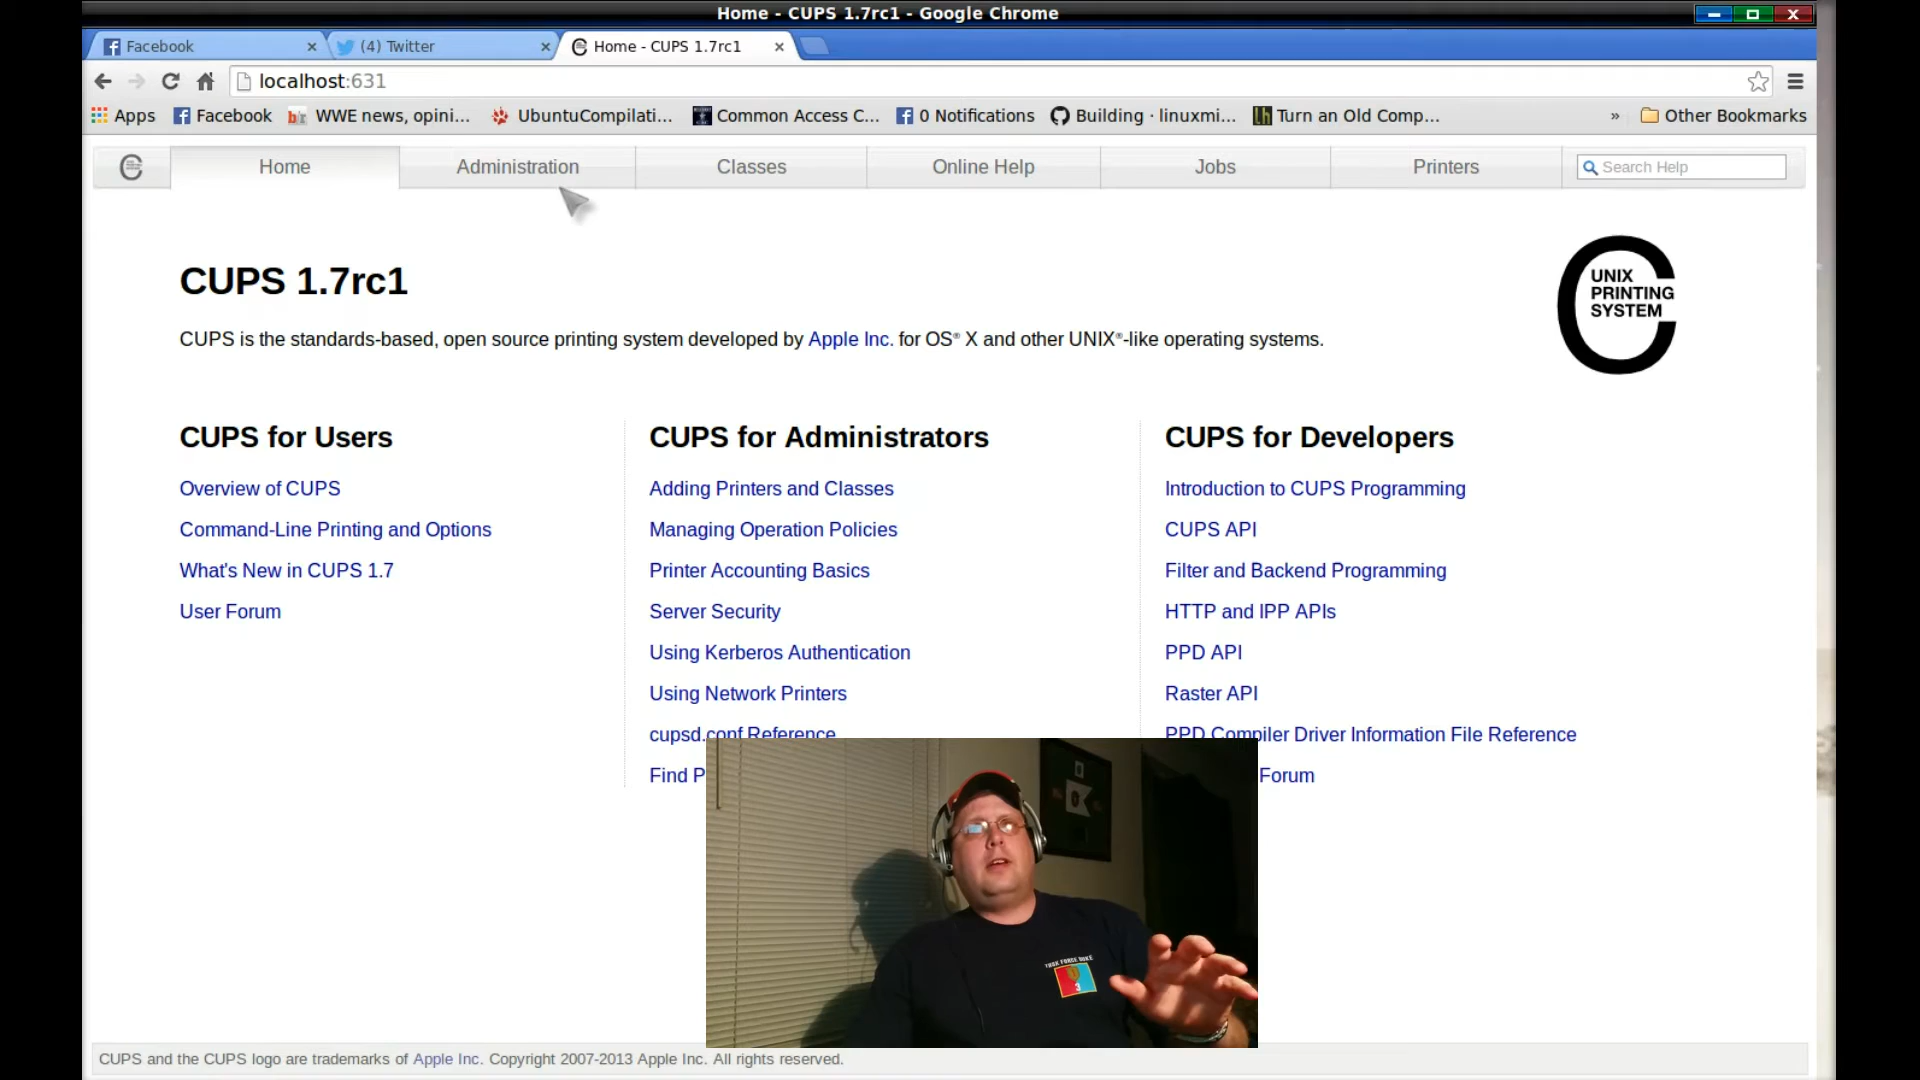 Home - CUPS 1.7rc1 - Google Chrome
Facebook
(4) Twitter
Home - CUPS 1.7rc1
localhost:631
Apps
Facebook
WWE news, opini...
UbuntuCompilati...
Common Access C...
0 Notifications
Building · linuxmi...
Turn an Old Comp...
»
Other Bookmarks
Home
Administration
Classes
Online Help
Jobs
Printers
Search Help
CUPS 1.7rc1
CUPS is the standards-based, open source printing system developed by Apple Inc. for OS® X and other UNIX®-like operating systems.
UNIX
PRINTING
SYSTEM
CUPS for Users
Overview of CUPS
Command-Line Printing and Options
What's New in CUPS 1.7
User Forum
CUPS for Administrators
Adding Printers and Classes
Managing Operation Policies
Printer Accounting Basics
Server Security
Using Kerberos Authentication
Using Network Printers
cupsd.conf Reference
Find P
CUPS for Developers
Introduction to CUPS Programming
CUPS API
Filter and Backend Programming
HTTP and IPP APIs
PPD API
Raster API
PPD Compiler Driver Information File Reference
Forum
TASK FORCE DUKE
3
CUPS and the CUPS logo are trademarks of Apple Inc. Copyright 2007-2013 Apple Inc. All rights reserved.